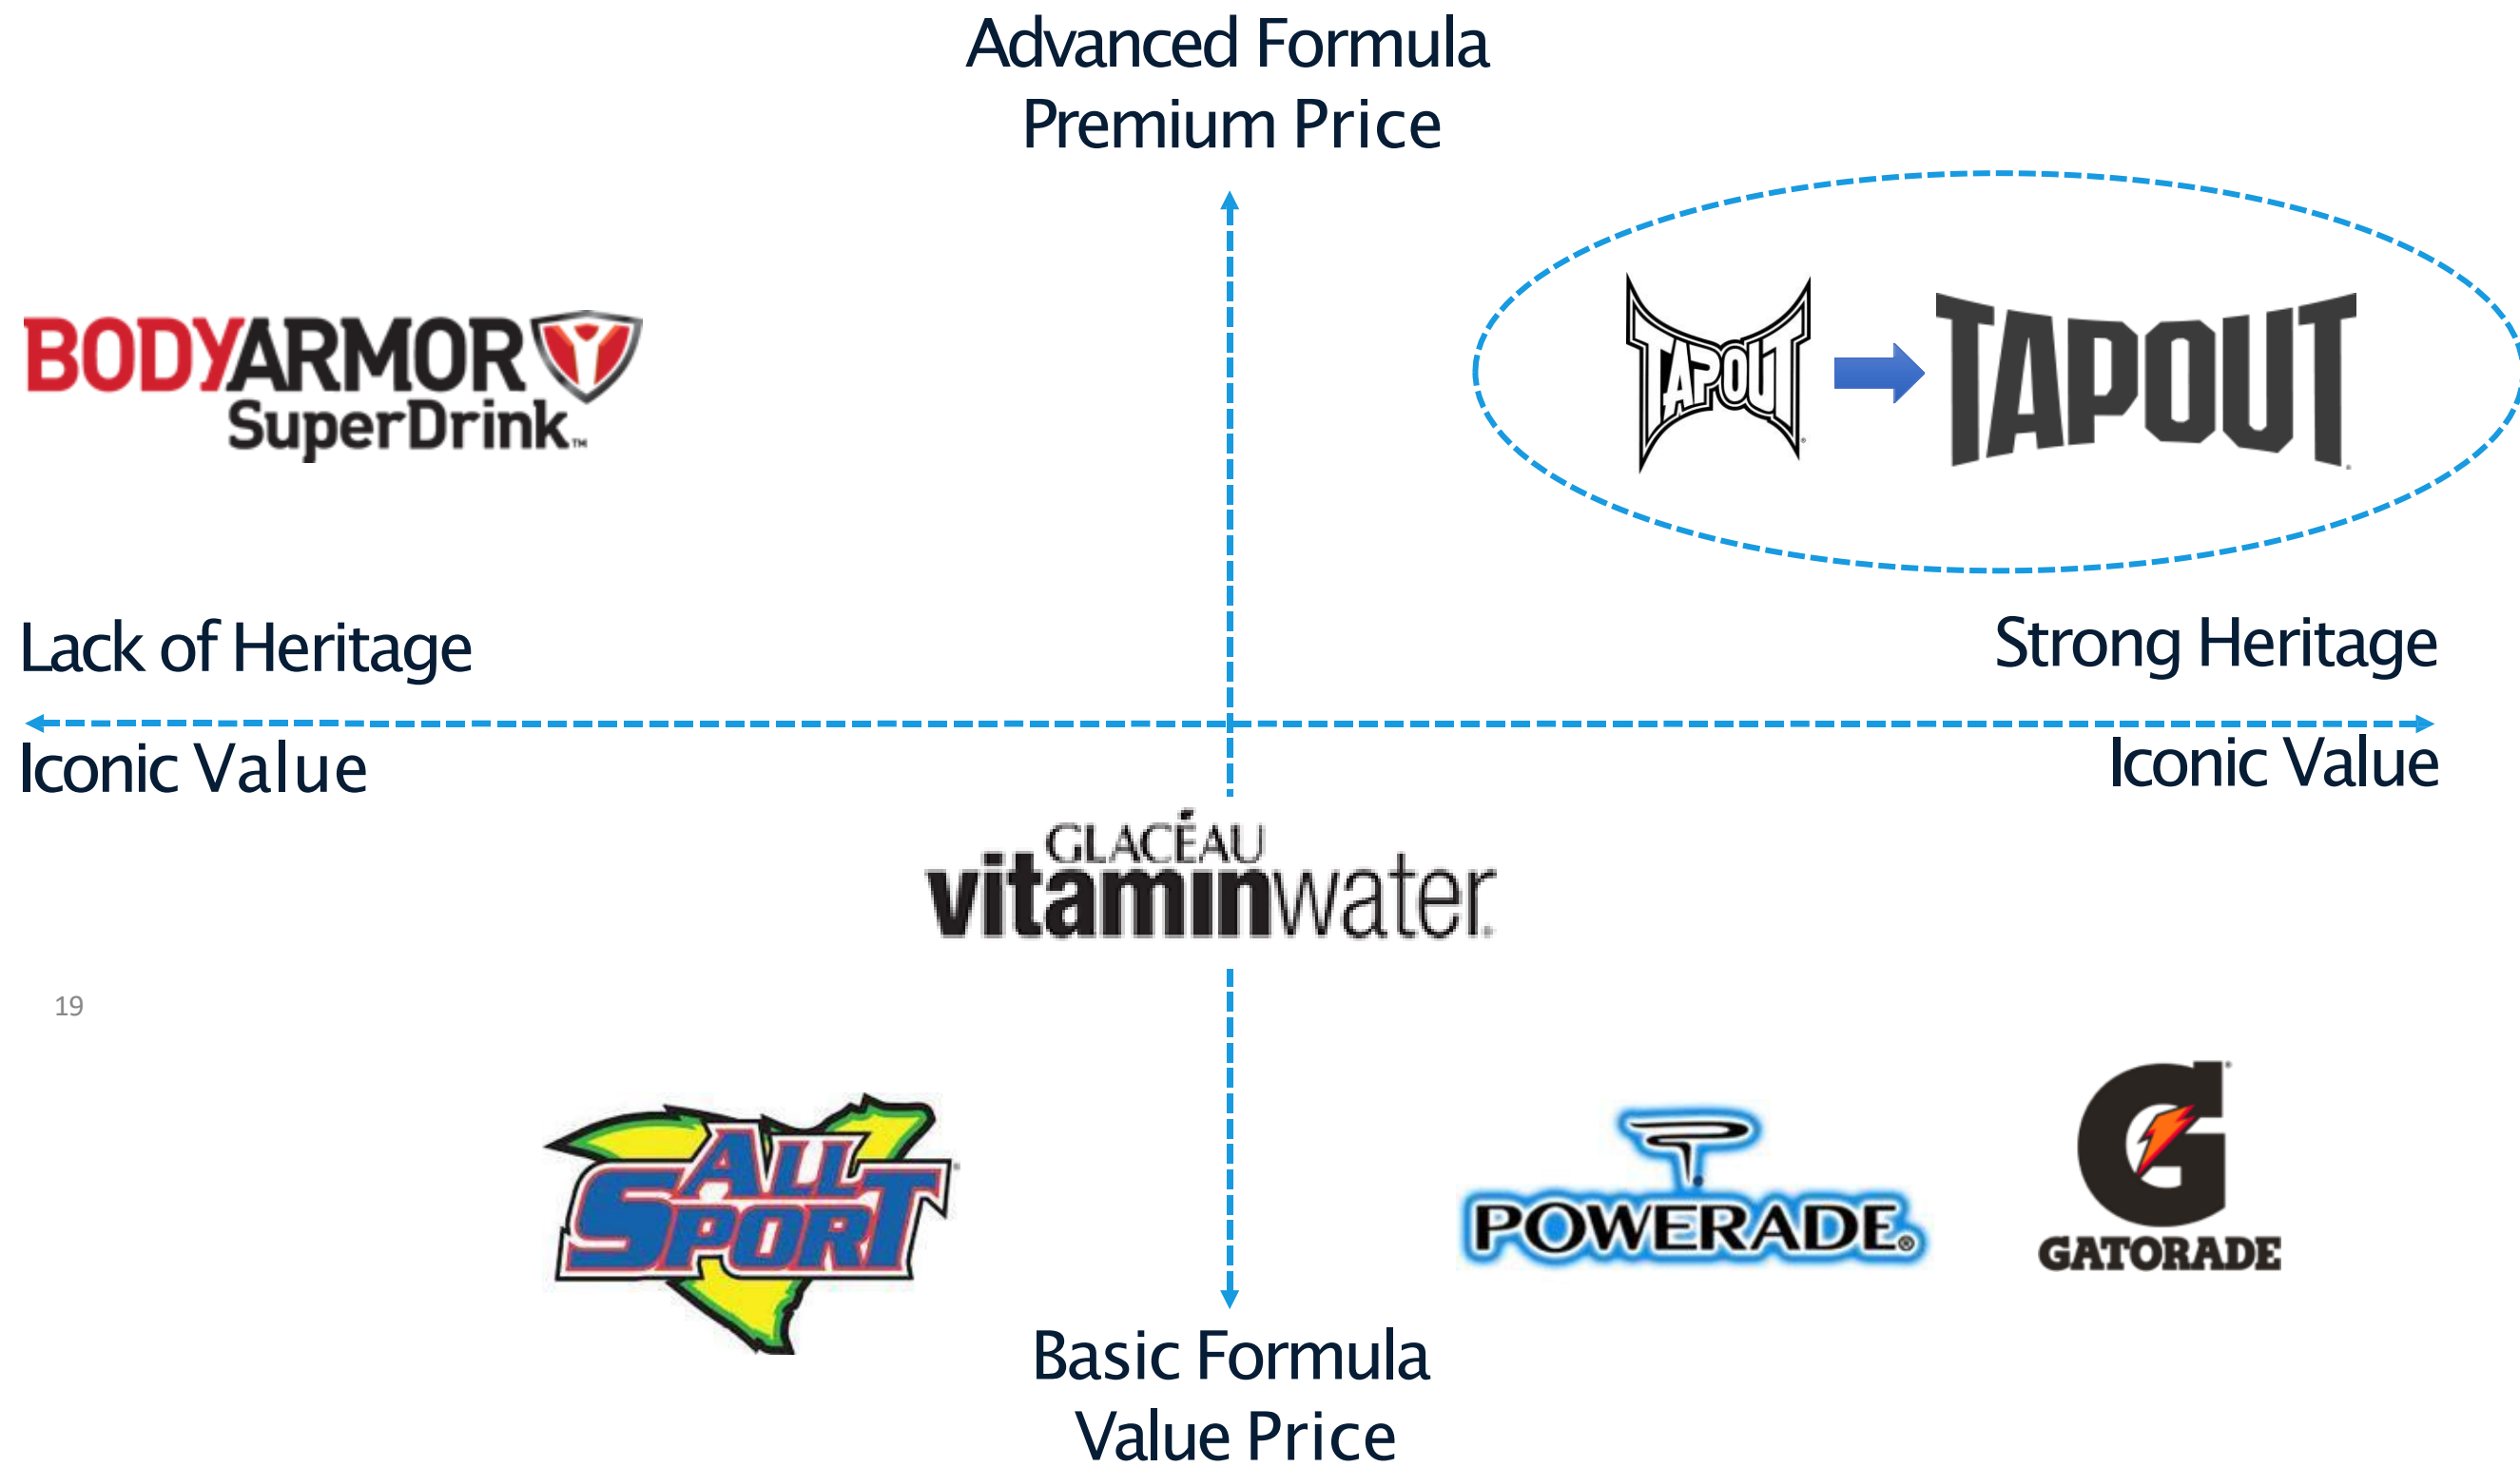 Advanced Formula
Premium Price
BODYARMOR
SuperDrink™
TAPOUT
TAPOUT
Lack of Heritage
Strong Heritage
Iconic Value
Iconic Value
GLACÉAU
vitaminwater
19
ALL
SPORT
POWERADE®
GATORADE
G
Basic Formula
Value Price